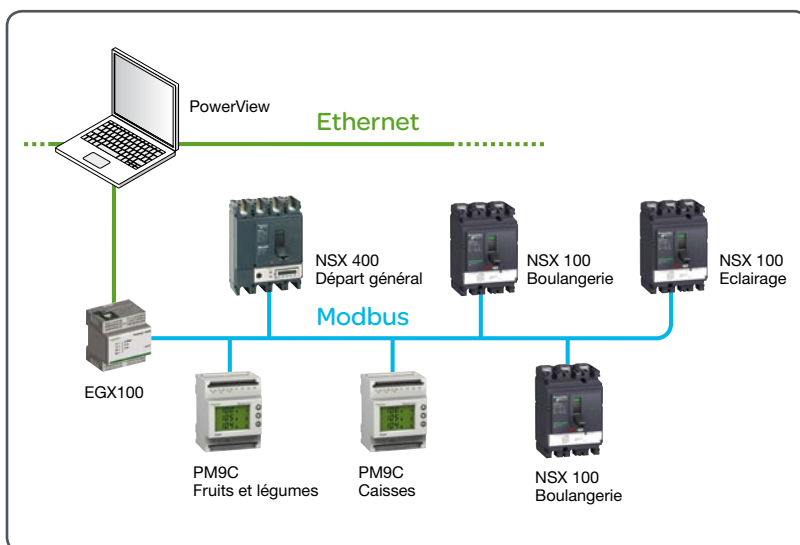 PowerView
Ethernet
NSX 400
Départ général
NSX 100
Boulangerie
NSX 100
Eclairage
Modbus
EGX100
PM9C
Fruits et légumes
PM9C
Caisses
NSX 100
Boulangerie